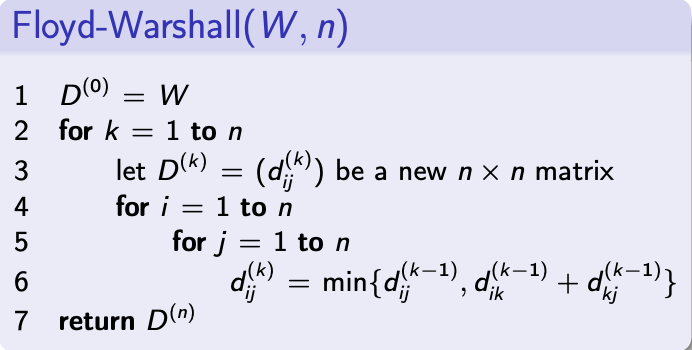 Floyd-Warshall(W, n)
1 D⁽⁰⁾ = W
2 for k = 1 to n
3 let D⁽ᵏ⁾ = (d_{ij}^{(k)}) be a new n × n matrix
4 for i = 1 to n
5 for j = 1 to n
6 d_{ij}^{(k)} = min{d_{ij}^{(k−1)}, d_{ik}^{(k−1)} + d_{kj}^{(k−1)}}
7 return D⁽ⁿ⁾